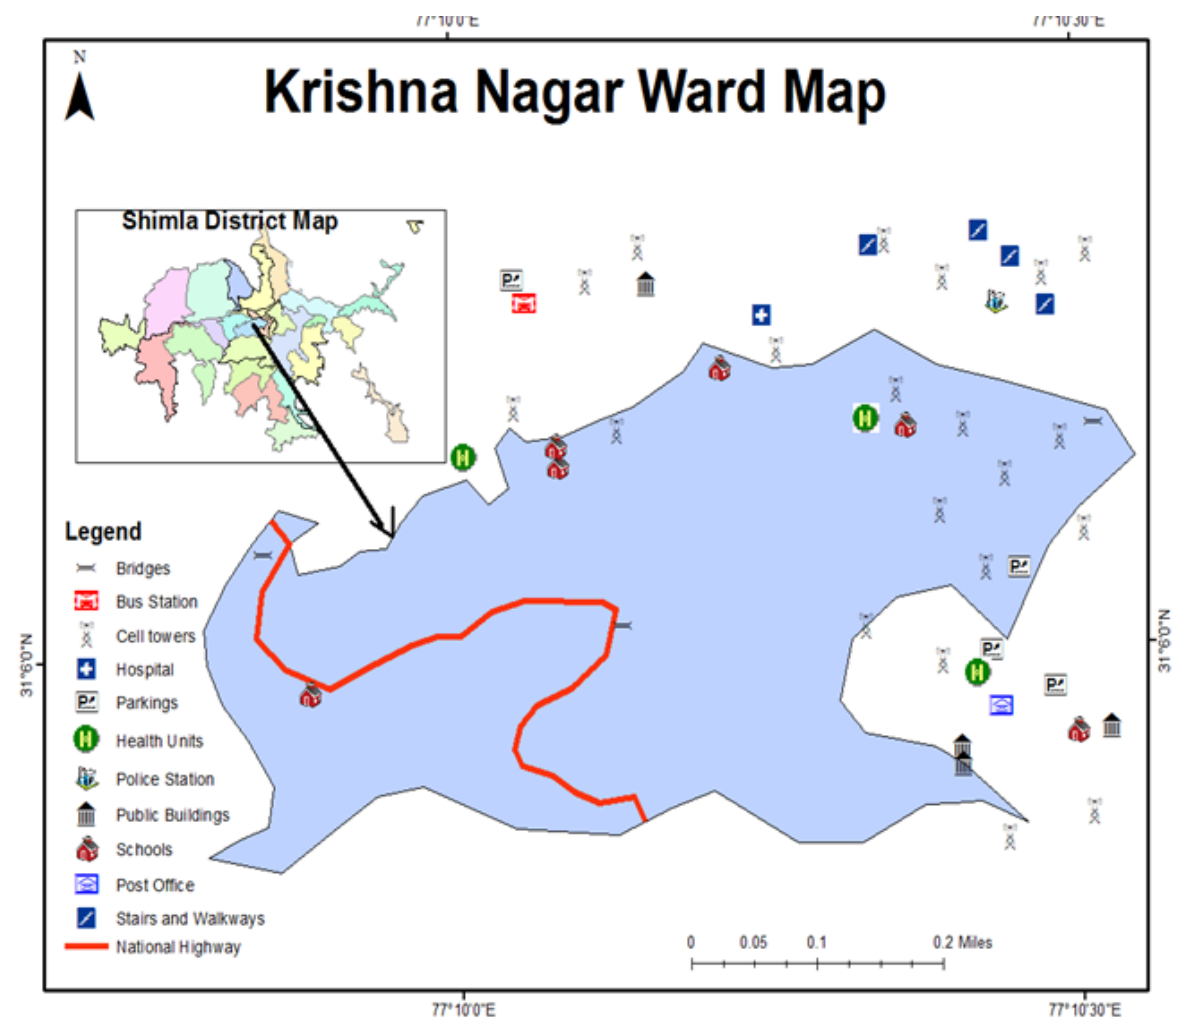 77°10'0"E
77°10'30"E
N
Krishna Nagar Ward Map
Shimla District Map
Legend
Bridges
Bus Station
Cell towers
Hospital
Parkings
Health Units
Police Station
Public Buildings
Schools
Post Office
Stairs and Walkways
National Highway
31°6'0"N
31°6'0"N
0 0.05 0.1 0.2 Miles
77°10'0"E
77°10'30"E